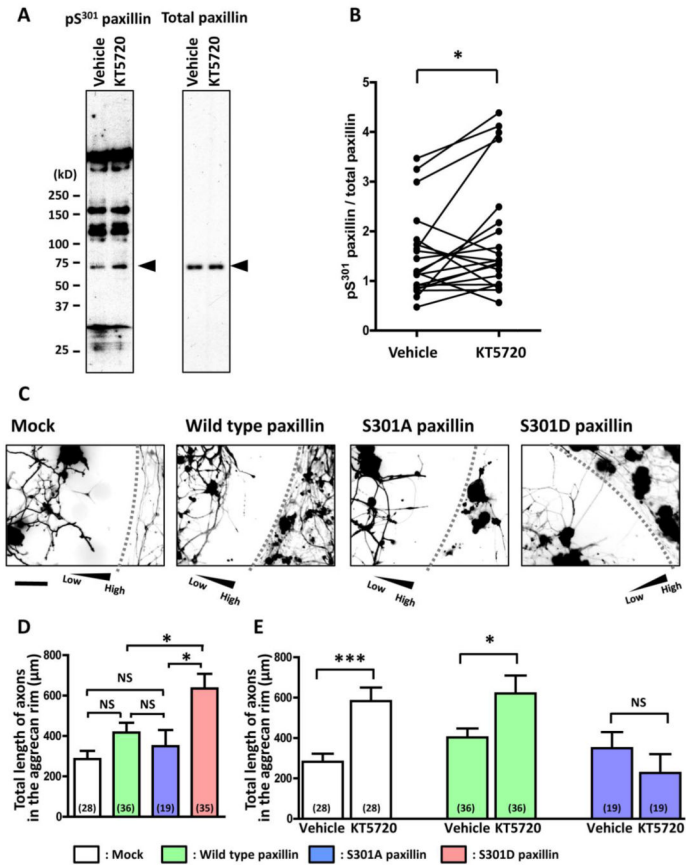 A
pS301 paxillin Total paxillin
Vehicle
KT5720
Vehicle
KT5720
(kD)
250
150
100
75
50
37
25
B
*
pS301 paxillin / total paxillin
5
4
3
2
1
0
Vehicle KT5720
C
Mock Wild type paxillin S301A paxillin S301D paxillin
Low High
Low High
Low High
Low High
D
Total length of axons
in the aggrecan rim (μm)
800
600
400
200
0
*
NS *
NS NS
(28) (36) (19) (35)
E
Total length of axons
in the aggrecan rim (μm)
800
600
400
200
0
*** * NS
(28) (28) (36) (36) (19) (19)
Vehicle KT5720 Vehicle KT5720 Vehicle KT5720
: Mock : Wild type paxillin : S301A paxillin : S301D paxillin